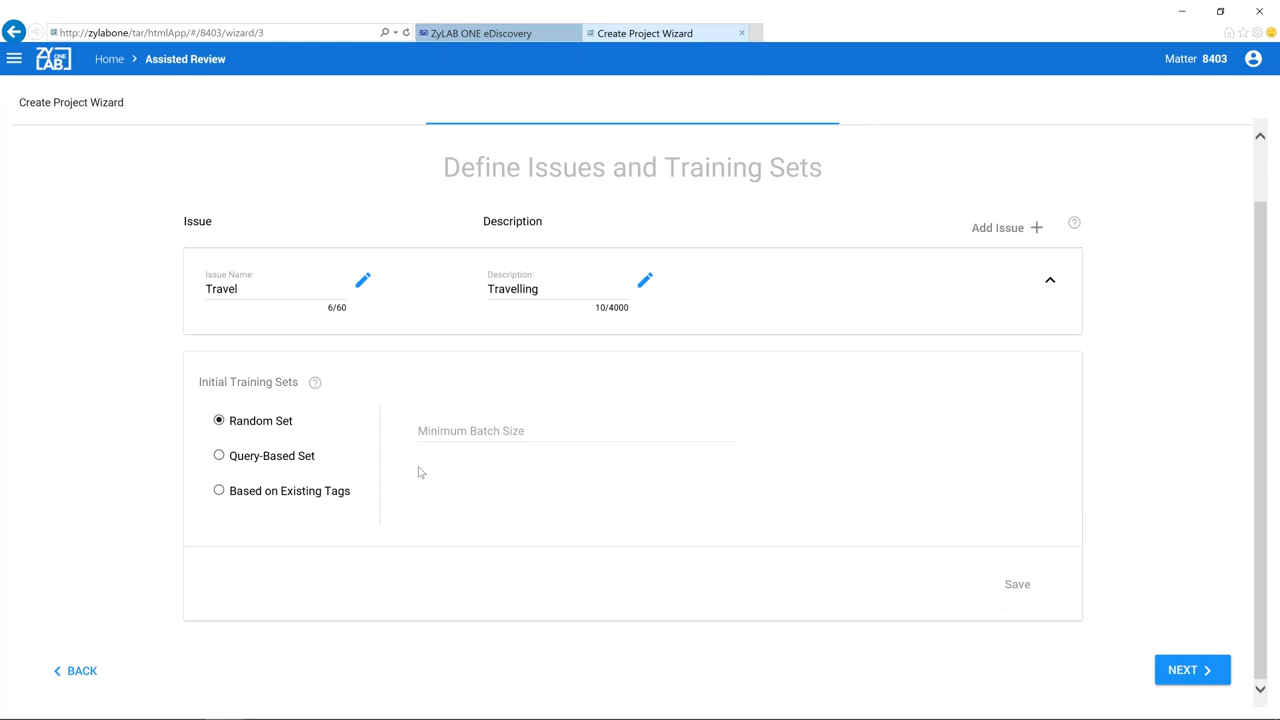 http://zylabone/tar/htmlApp/#/8403/wizard/3
ZyLAB ONE eDiscovery
Create Project Wizard
ZY ONE LAB
Home > Assisted Review
Matter 8403
Create Project Wizard
Define Issues and Training Sets
Issue
Description
Add Issue +
Issue Name:
Travel
6/60
Description:
Travelling
10/4000
Initial Training Sets
Random Set
Query-Based Set
Based on Existing Tags
Minimum Batch Size
Save
BACK
NEXT